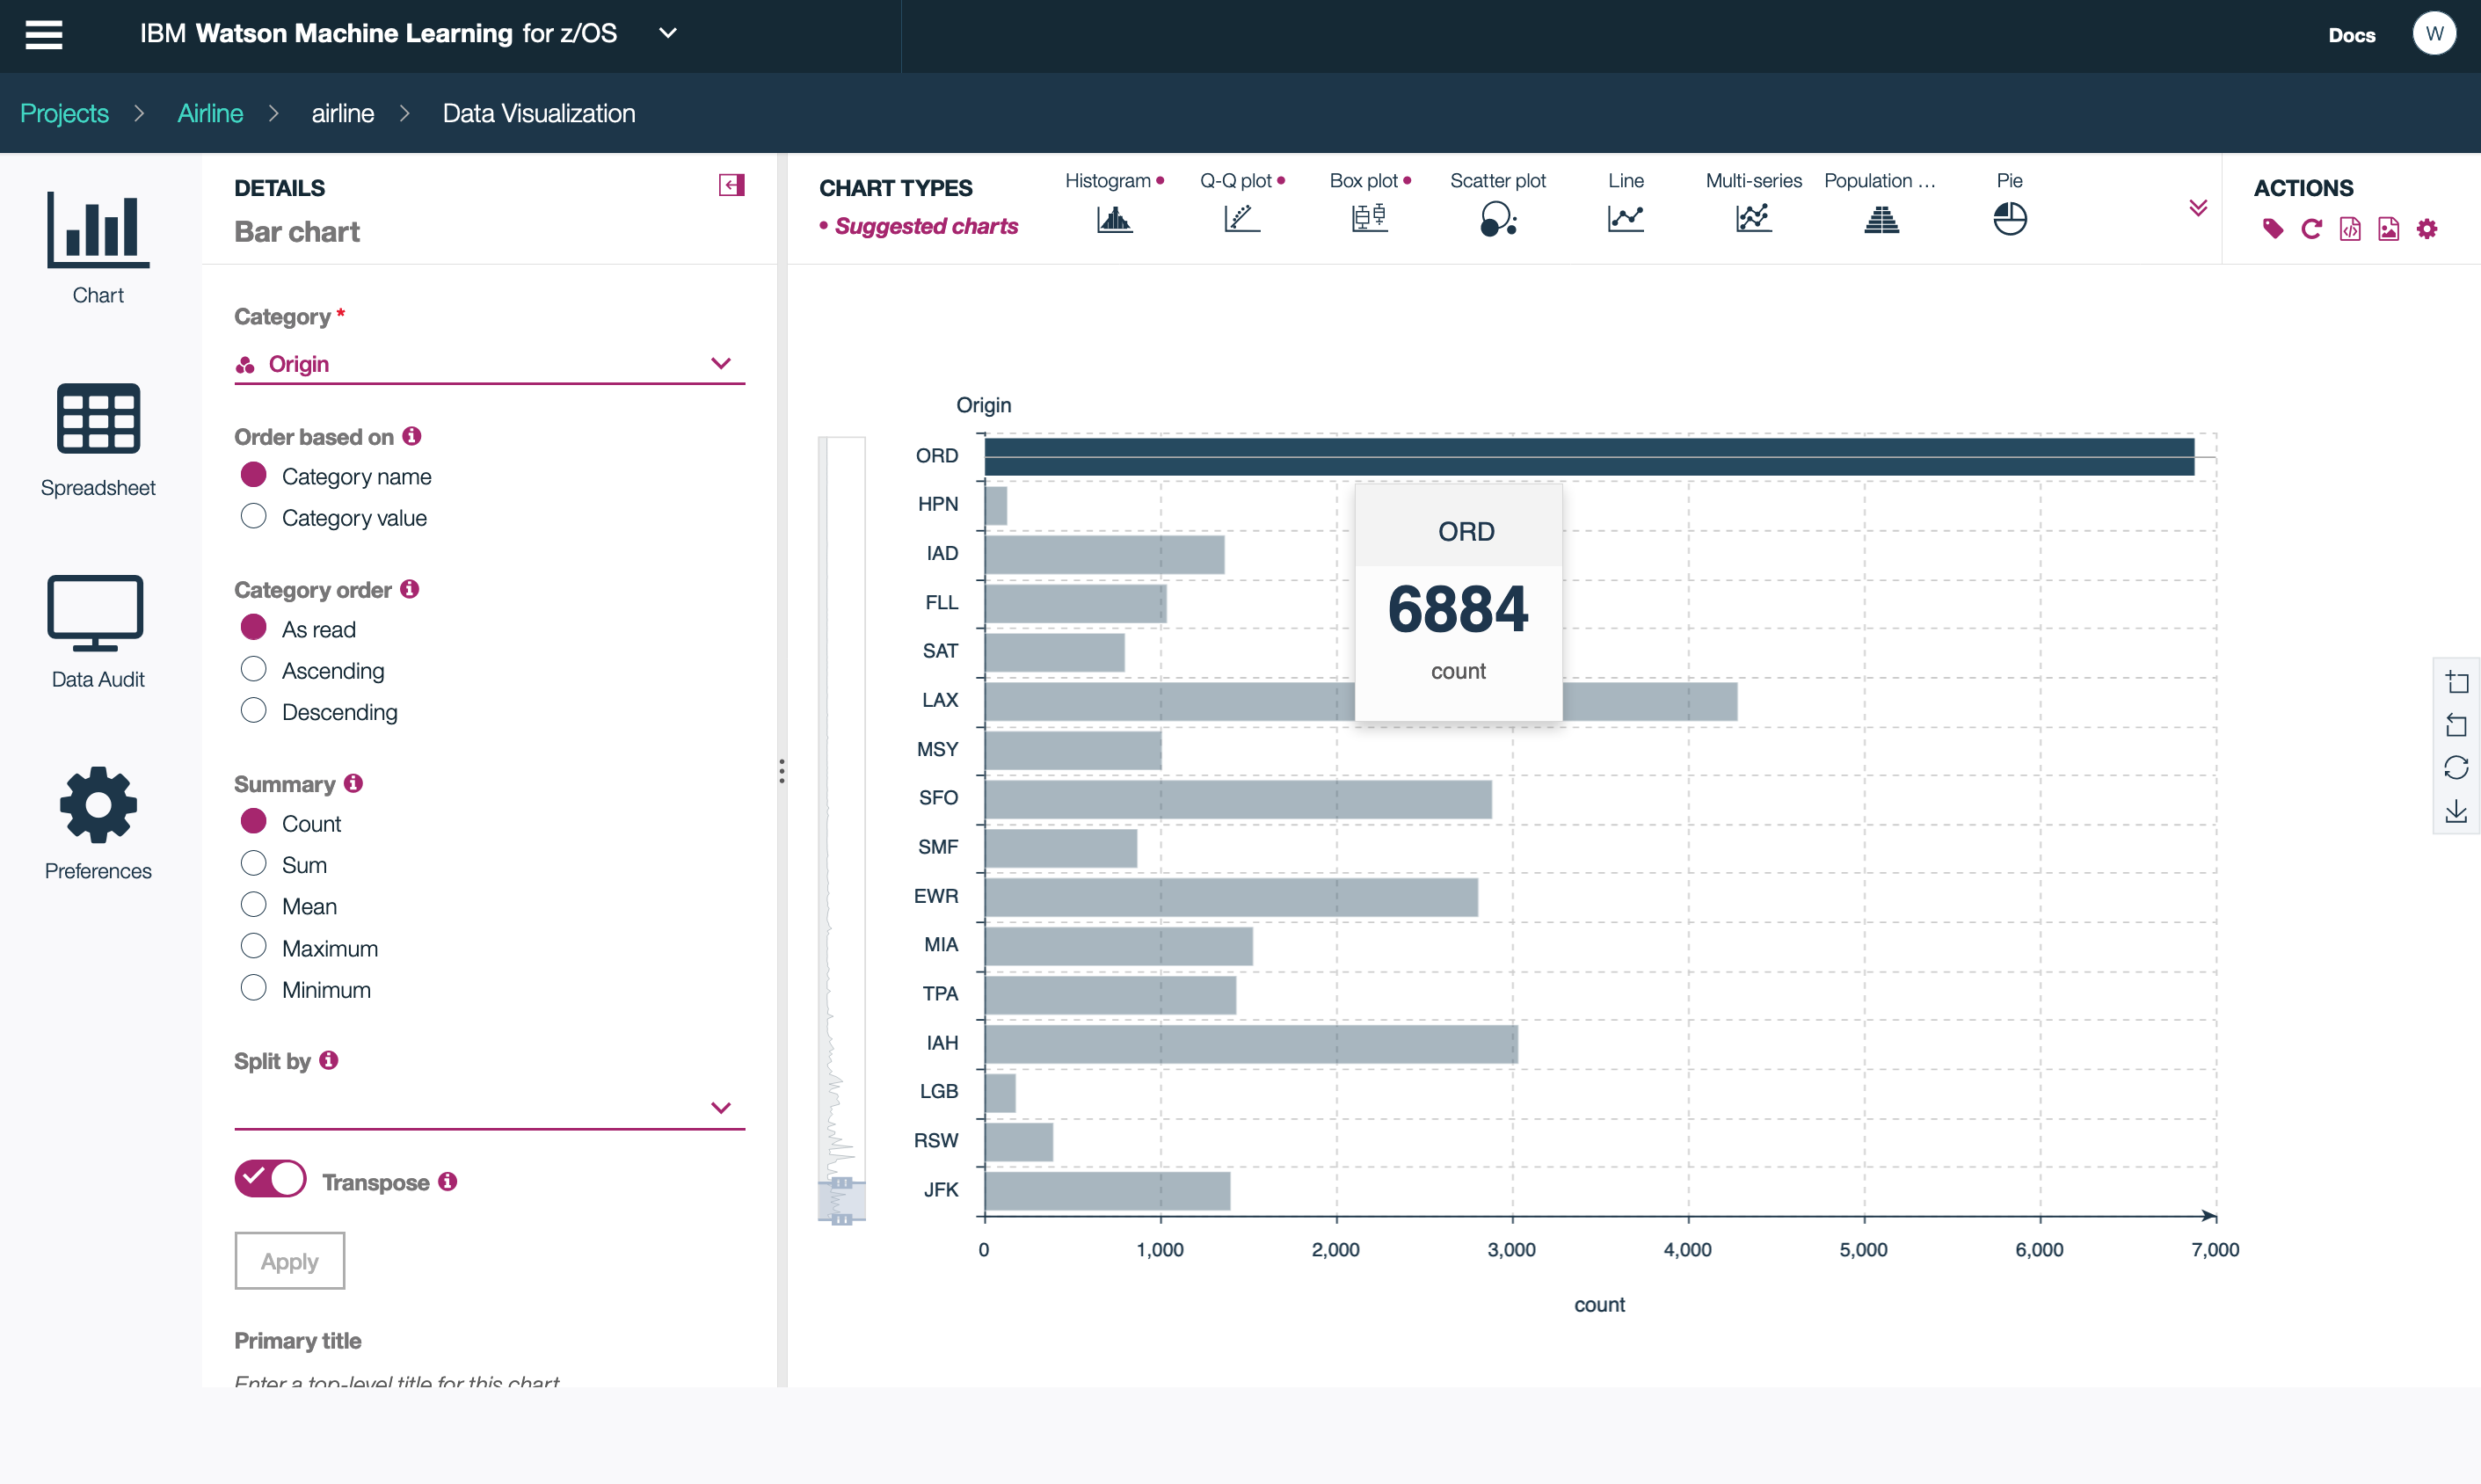 IBM Watson Machine Learning for z/OS
Docs
W
Projects > Airline > airline > Data Visualization
Chart
Spreadsheet
Data Audit
Preferences
DETAILS
Bar chart
Category *
Origin
Order based on
Category name
Category value
Category order
As read
Ascending
Descending
Summary
Count
Sum
Mean
Maximum
Minimum
Split by
Transpose
Apply
Primary title
Enter a top-level title for this chart
CHART TYPES
• Suggested charts
Histogram •
Q-Q plot •
Box plot •
Scatter plot
Line
Multi-series
Population ...
Pie
ACTIONS
Origin
ORD
HPN
IAD
FLL
SAT
LAX
MSY
SFO
SMF
EWR
MIA
TPA
IAH
LGB
RSW
JFK
ORD
6884
count
0
1,000
2,000
3,000
4,000
5,000
6,000
7,000
count